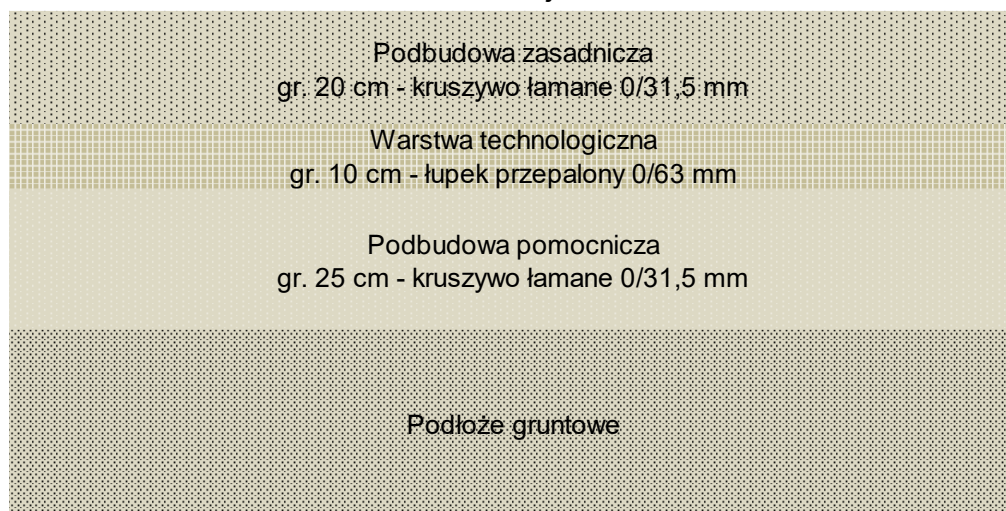 Podbudowa zasadnicza
gr. 20 cm - kruszywo łamane 0/31,5 mm
Warstwa technologiczna
gr. 10 cm - łupek przepalony 0/63 mm
Podbudowa pomocnicza
gr. 25 cm - kruszywo łamane 0/31,5 mm
Podłoże gruntowe